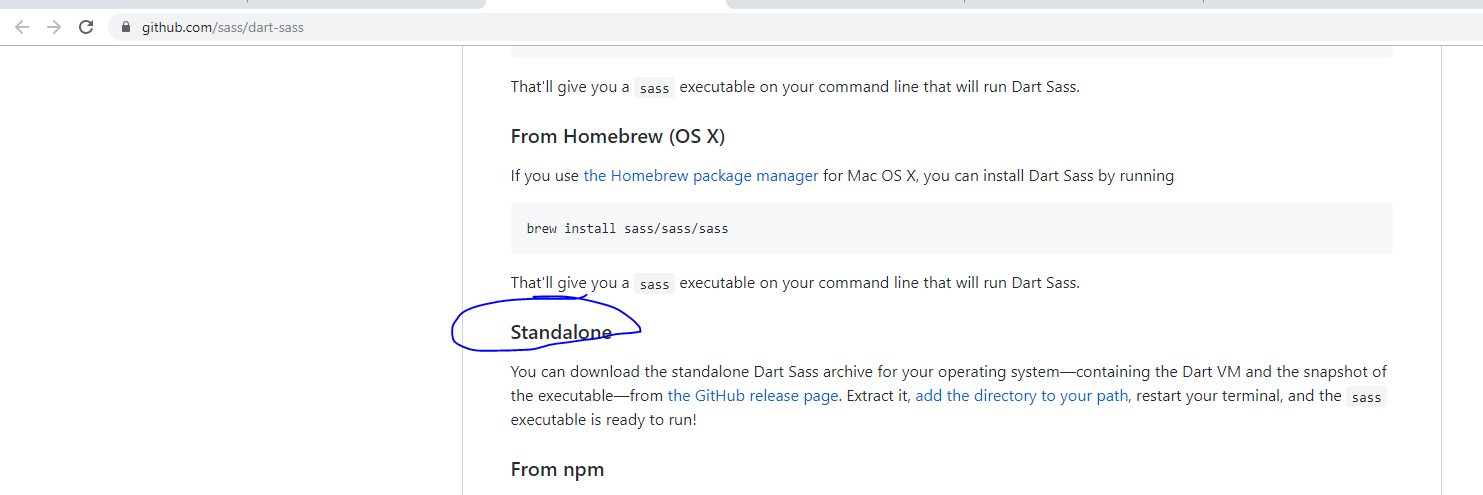 github.com/sass/dart-sass
That'll give you a sass executable on your command line that will run Dart Sass.
From Homebrew (OS X)
If you use the Homebrew package manager for Mac OS X, you can install Dart Sass by running
brew install sass/sass/sass
That'll give you a sass executable on your command line that will run Dart Sass.
Standalone
You can download the standalone Dart Sass archive for your operating system—containing the Dart VM and the snapshot of
the executable—from the GitHub release page. Extract it, add the directory to your path, restart your terminal, and the sass
executable is ready to run!
From npm